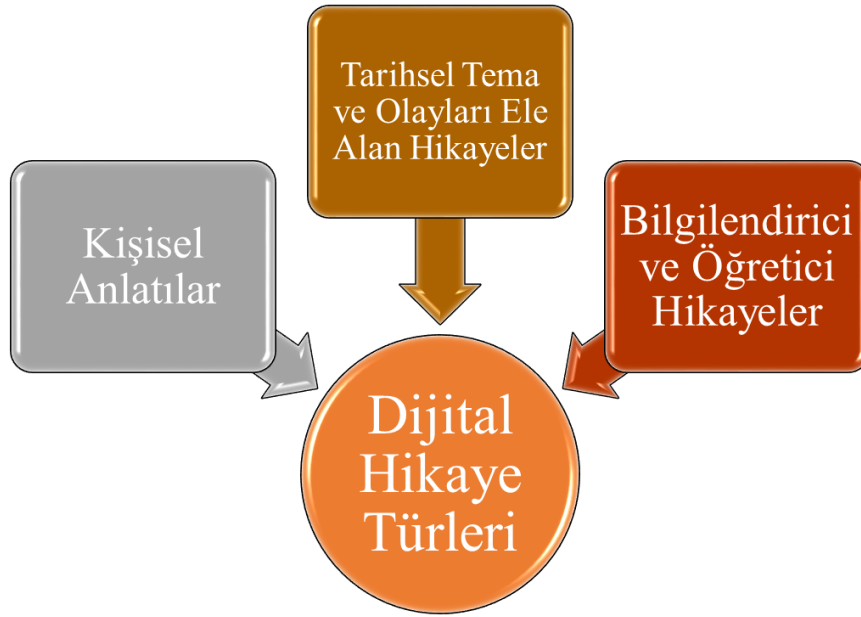 Tarihsel Tema
ve Olayları Ele
Alan Hikayeler
Kişisel
Anlatılar
Bilgilendirici
ve Öğretici
Hikayeler
Dijital
Hikaye
Türleri